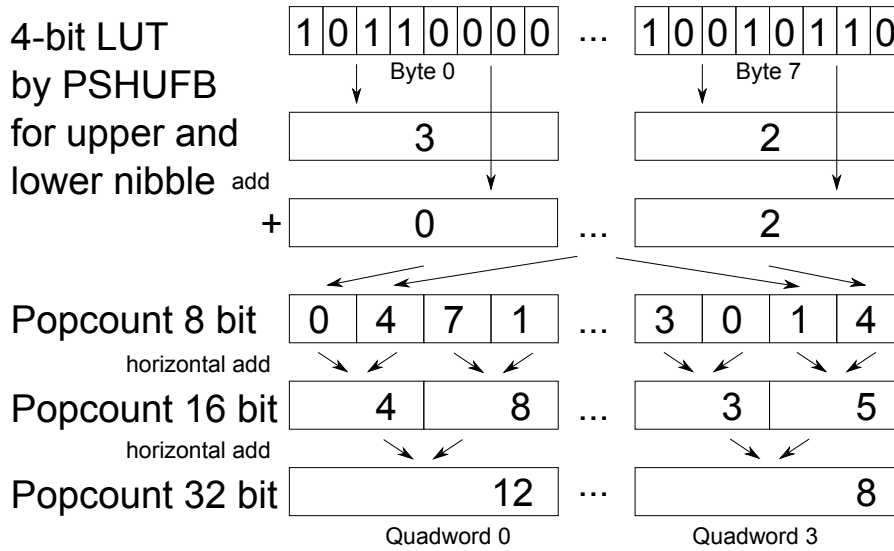 4-bit LUT
by PSHUFB
for upper and
lower nibble add
1 0 1 1 0 0 0 0 ... 1 0 0 1 0 1 1 0
Byte 0 Byte 7
3 2
+ 0 ... 2
Popcount 8 bit 0 4 7 1 ... 3 0 1 4
horizontal add
Popcount 16 bit 4 8 ... 3 5
horizontal add
Popcount 32 bit 12 ... 8
Quadword 0 Quadword 3